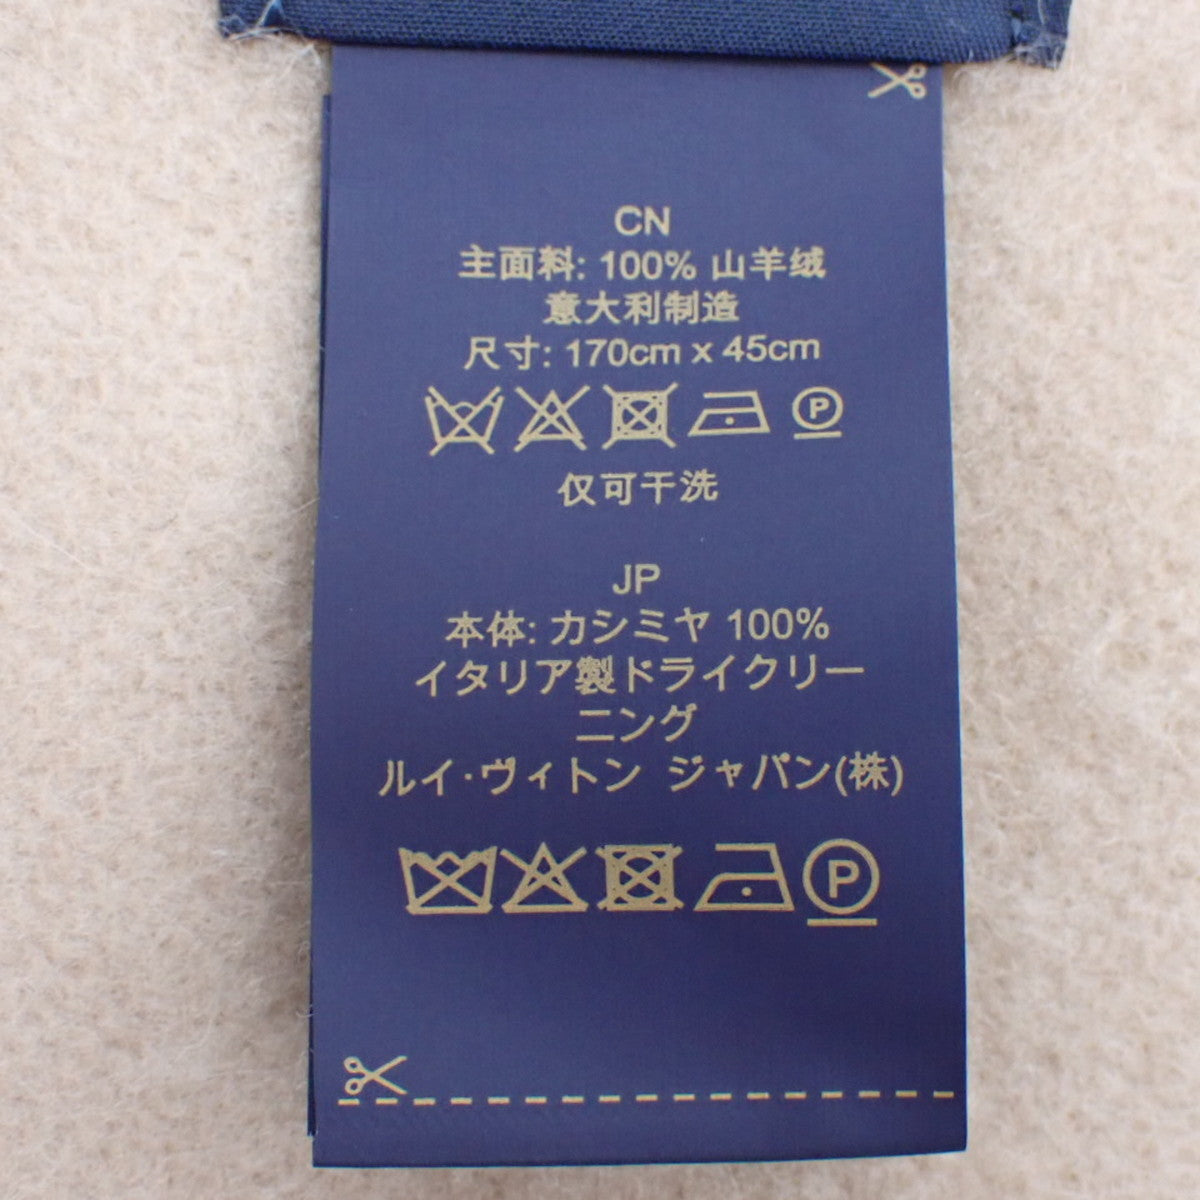 CN
主面料: 100% 山羊绒
意大利制造
尺寸: 170cm x 45cm
P
仅可干洗
JP
本体: カシミヤ 100%
イタリア製ドライクリー
ニング
ルイ·ヴィトン ジャパン(株)
P